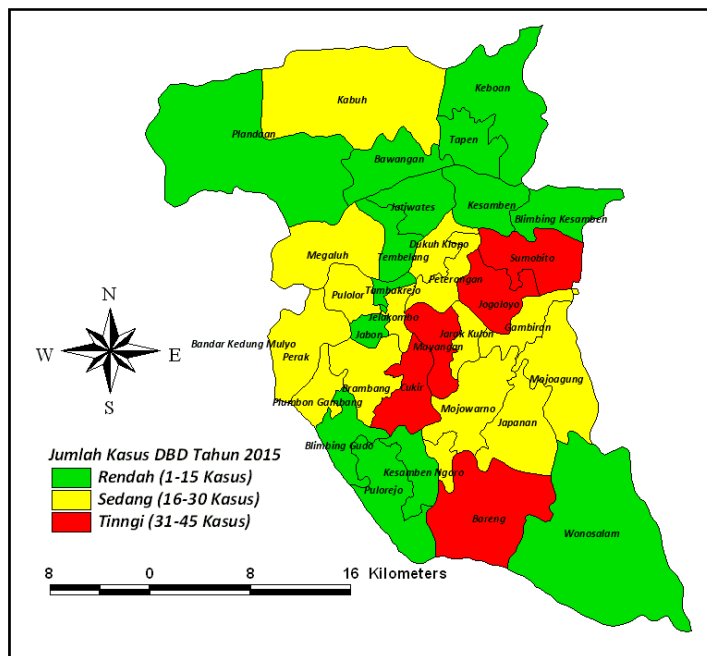 Keboan
Kabuh
Plandaan
Tapen
Bawangan
Jatiwates
Kesamben
Blimbing Kesamben
Dukuh Klopo
Megaluh
Tembelang
Sumobito
Peterongan
Tambakrejo
Pulolor
Jogoloyo
Jelakombo
Gambiran
Jabon
Jarak Kulon
Bandar Kedung Mulyo
Mayangan
Perak
Mojoagung
Brambang
Cukir
Plumbon Gambang
Mojowarno
Japanan
Blimbing Gudo
Kesamben Ngoro
Pulorejo
Bareng
Wonosalam
N
W
E
S
Jumlah Kasus DBD Tahun 2015
Rendah (1-15 Kasus)
Sedang (16-30 Kasus)
Tinngi (31-45 Kasus)
8 0 8 16 Kilometers